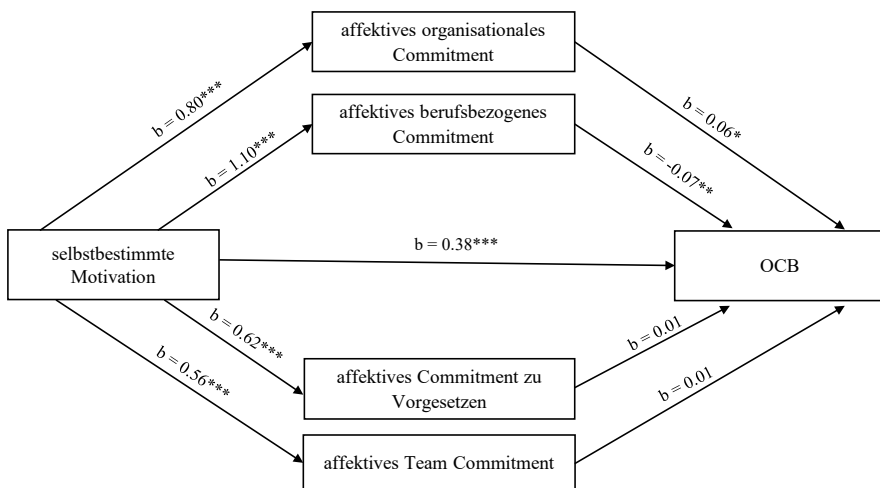 affektives organisationales
Commitment
b = 0.80***
b = 0.06*
affektives berufsbezogenes
Commitment
b = 1.10***
b = -0.07**
selbstbestimmte
Motivation
b = 0.38***
OCB
b = 0.62***
b = 0.01
affektives Commitment zu
Vorgesetzen
b = 0.56***
b = 0.01
affektives Team Commitment